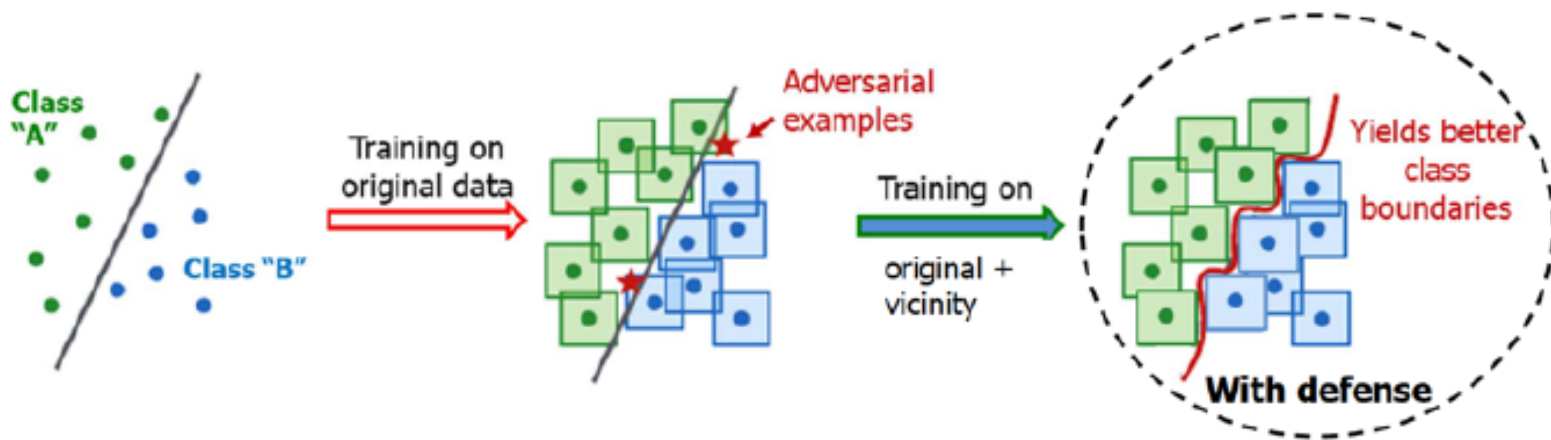 Class
"A"
Class "B"
Training on
original data
Adversarial
examples
Training on
original +
vicinity
Yields better
class
boundaries
With defense